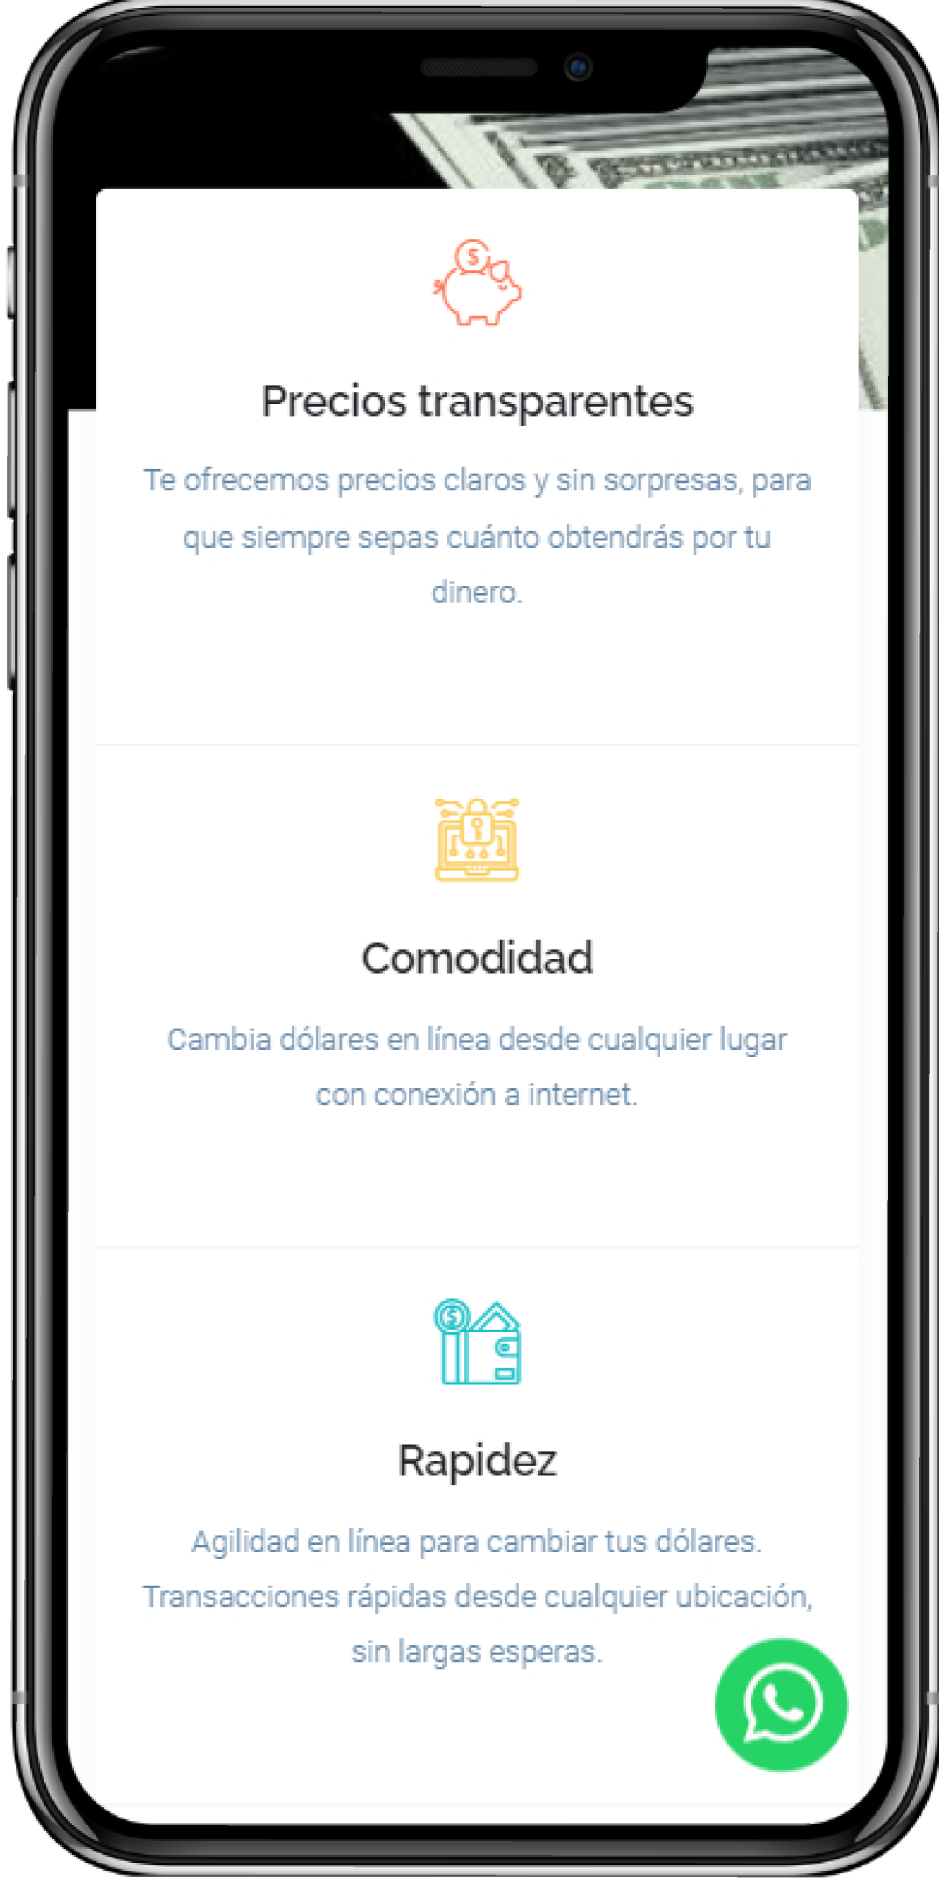 Precios transparentes
Te ofrecemos precios claros y sin sorpresas, para
que siempre sepas cuánto obtendrás por tu
dinero.
Comodidad
Cambia dólares en línea desde cualquier lugar
con conexión a internet.
Rapidez
Agilidad en línea para cambiar tus dólares.
Transacciones rápidas desde cualquier ubicación,
sin largas esperas.